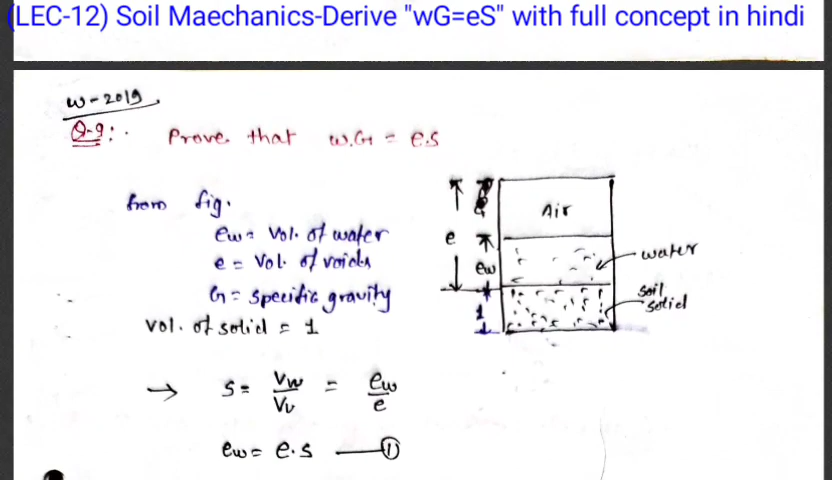 (LEC-12) Soil Maechanics-Derive "wG=eS" with full concept in hindi
W-2019
Q-9:. Prove that w.G = e.s
from fig.
ew = Vol. of water
e = Vol. of voids
G = specific gravity
vol. of solid = 1
Air
e
ew
water
1
soil
solid
→ S = Vw/Vv = ew/e
ew = e.s —①